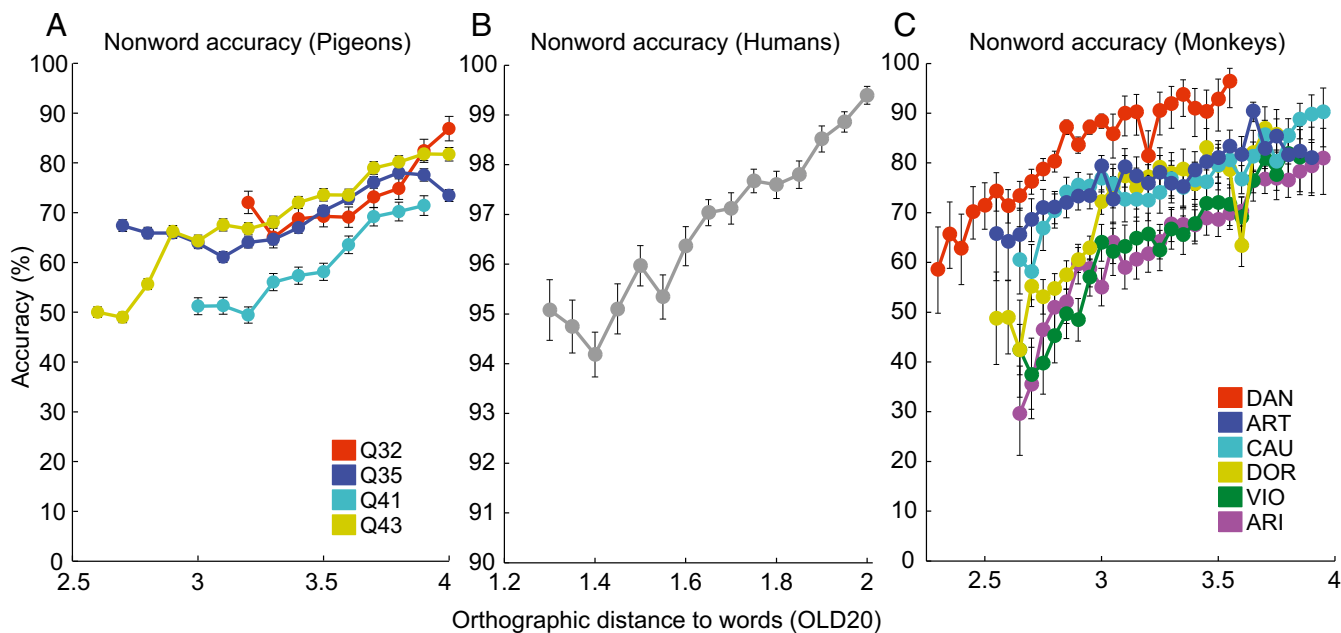 A
Nonword accuracy (Pigeons)
100
90
80
70
60
50
40
30
20
10
0
2.5
3
3.5
4
Accuracy (%)
Q32
Q35
Q41
Q43
B
Nonword accuracy (Humans)
100
99
98
97
96
95
94
93
92
91
90
1.2
1.4
1.6
1.8
2
Orthographic distance to words (OLD20)
C
Nonword accuracy (Monkeys)
100
90
80
70
60
50
40
30
20
10
0
2.5
3
3.5
4
DAN
ART
CAU
DOR
VIO
ARI